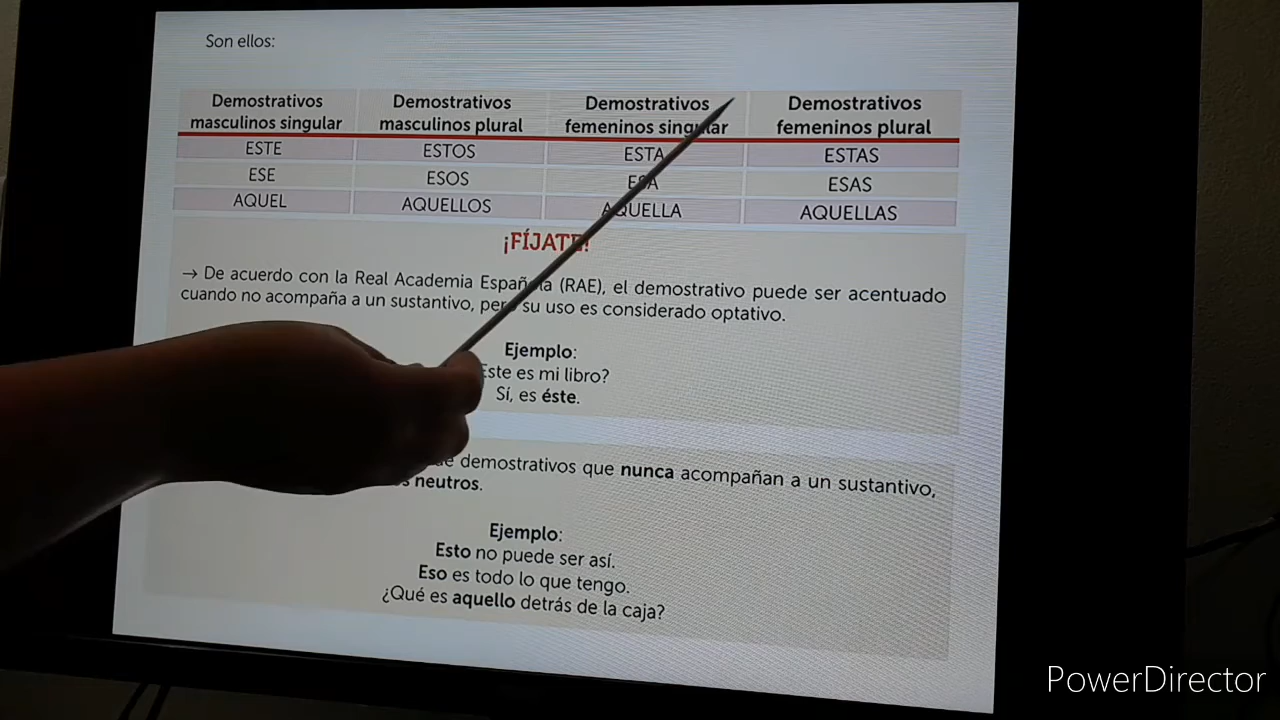 Son ellos:
Demostrativos masculinos singular
Demostrativos masculinos plural
Demostrativos femeninos singular
Demostrativos femeninos plural
ESTE ESTOS ESTA ESTAS
ESE ESOS ESA ESAS
AQUEL AQUELLOS AQUELLA AQUELLAS
¡FÍJATE!
→ De acuerdo con la Real Academia Española (RAE), el demostrativo puede ser acentuado
cuando no acompaña a un sustantivo, pero su uso es considerado optativo.
Ejemplo:
Este es mi libro?
Sí, es éste.
demostrativos que nunca acompañan a un sustantivo,
neutros.
Ejemplo:
Esto no puede ser así.
Eso es todo lo que tengo.
¿Qué es aquello detrás de la caja?
PowerDirector